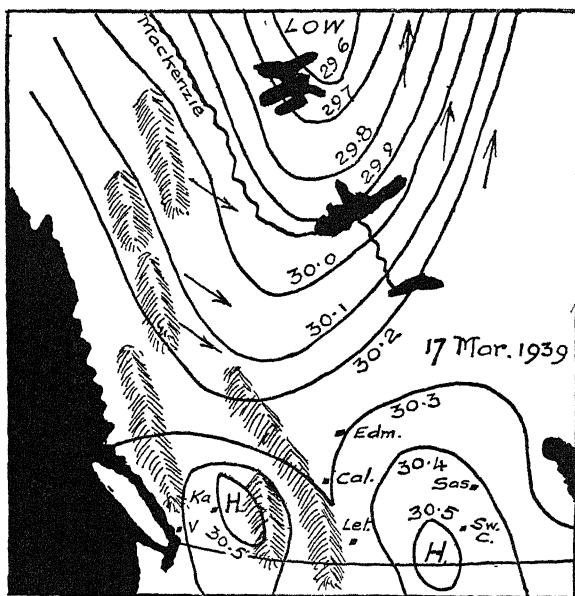 LOW
Mackenzie
29.6
29.7
29.8
29.9
30.0
30.1
30.2
17 Mar. 1939
30.3
Edm.
30.4
Cal.
Sas.
Ka.
H.
30.5
Sw.
C.
V
Let.
30.5
H.